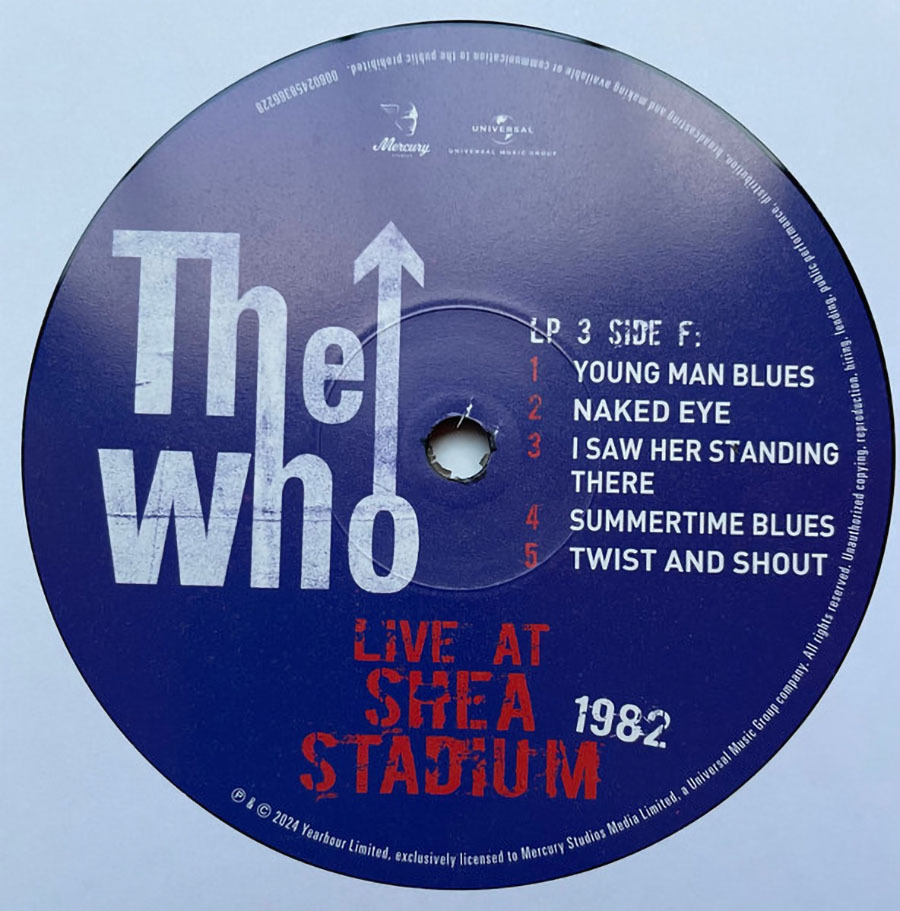 00602458366228
Mercury
STUDIOS
UNIVERSAL
UNIVERSAL MUSIC GROUP
The
Who
LP 3 SIDE F:
1 YOUNG MAN BLUES
2 NAKED EYE
3 I SAW HER STANDING
THERE
4 SUMMERTIME BLUES
5 TWIST AND SHOUT
LIVE AT
SHEA
STADIUM
1982
℗ & © 2024 Yearhour Limited, exclusively licensed to Mercury Studios Media Limited, a Universal Music Group company. All rights reserved. Unauthorized copying, reproduction, hiring, lending, public performance, distribution, broadcasting and making available or communication to the public prohibited.